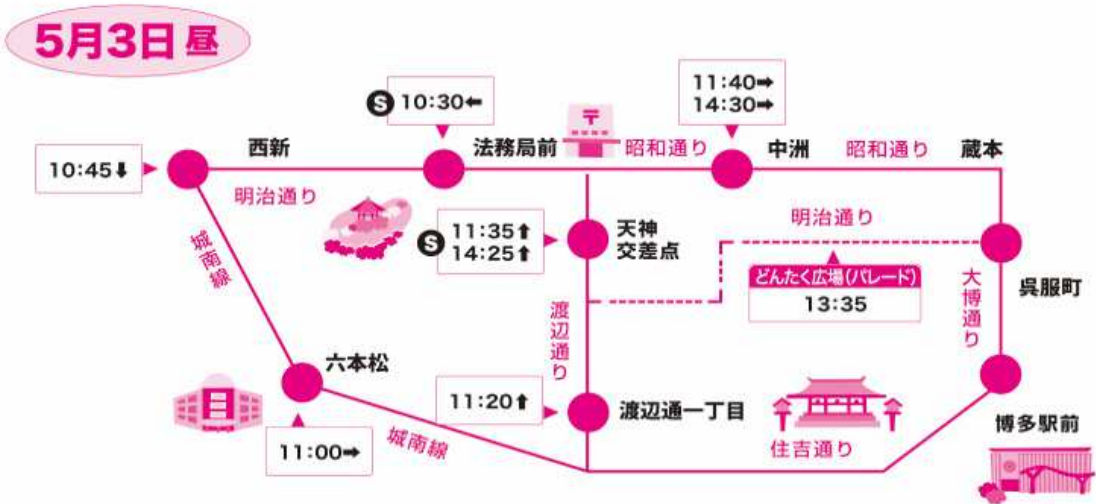 5月3日 昼
S 10:30←
11:40➡
14:30➡
西新
法務局前
〒
昭和通り
中洲
昭和通り
蔵本
10:45⬇
明治通り
S 11:35⬆
14:25⬆
天神
交差点
明治通り
城南線
どんたく広場(パレード)
13:35
呉服町
大博通り
渡辺通り
六本松
11:20⬆
渡辺通一丁目
博多駅前
11:00➡
城南線
住吉通り